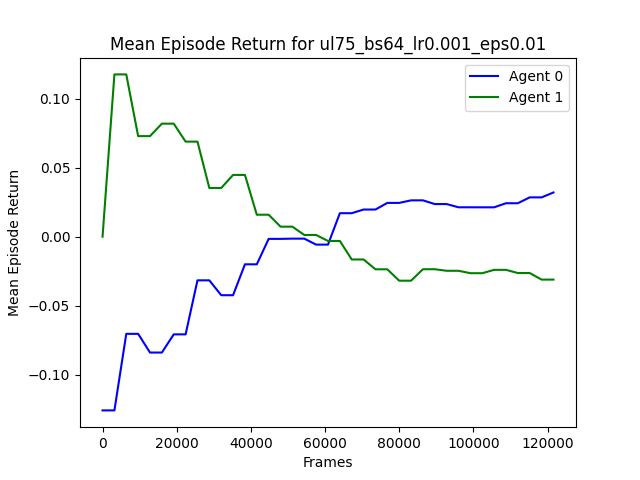 Mean Episode Return for ul75_bs64_lr0.001_eps0.01
Agent 0
Agent 1
Mean Episode Return
0.10
0.05
0.00
−0.05
−0.10
0
20000
40000
60000
80000
100000
120000
Frames